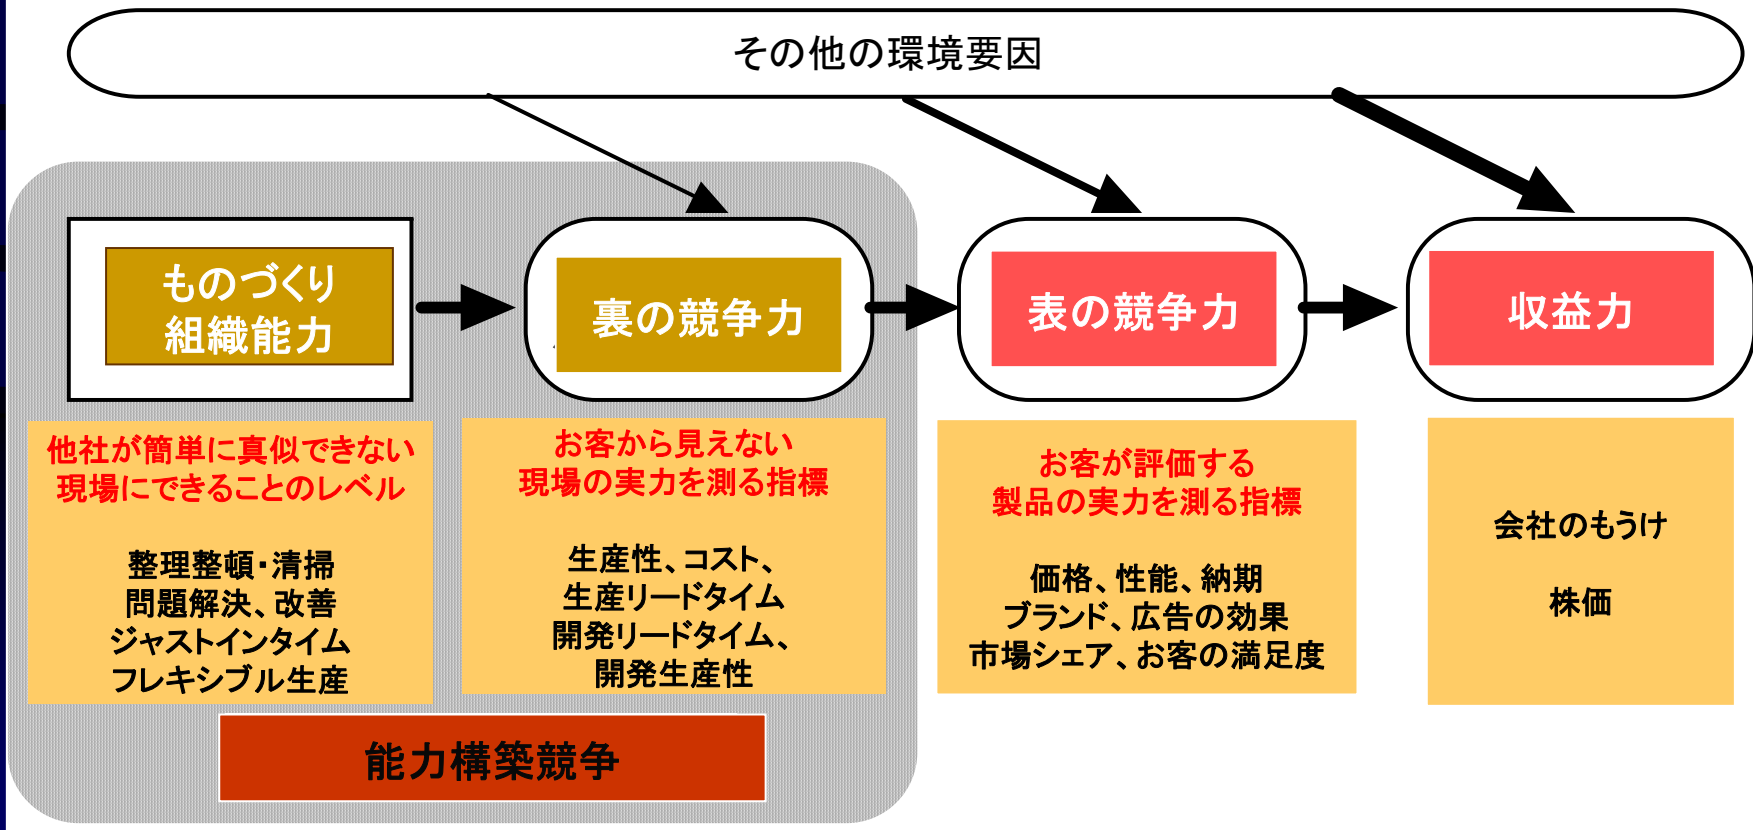 その他の環境要因
ものづくり
組織能力
裏の競争力
表の競争力
収益力
他社が簡単に真似できない
現場にできることのレベル
整理整頓・清掃
問題解決、改善
ジャストインタイム
フレキシブル生産
お客から見えない
現場の実力を測る指標
生産性、コスト、
生産リードタイム
開発リードタイム、
開発生産性
お客が評価する
製品の実力を測る指標
価格、性能、納期
ブランド、広告の効果
市場シェア、お客の満足度
会社のもうけ
株価
能力構築競争